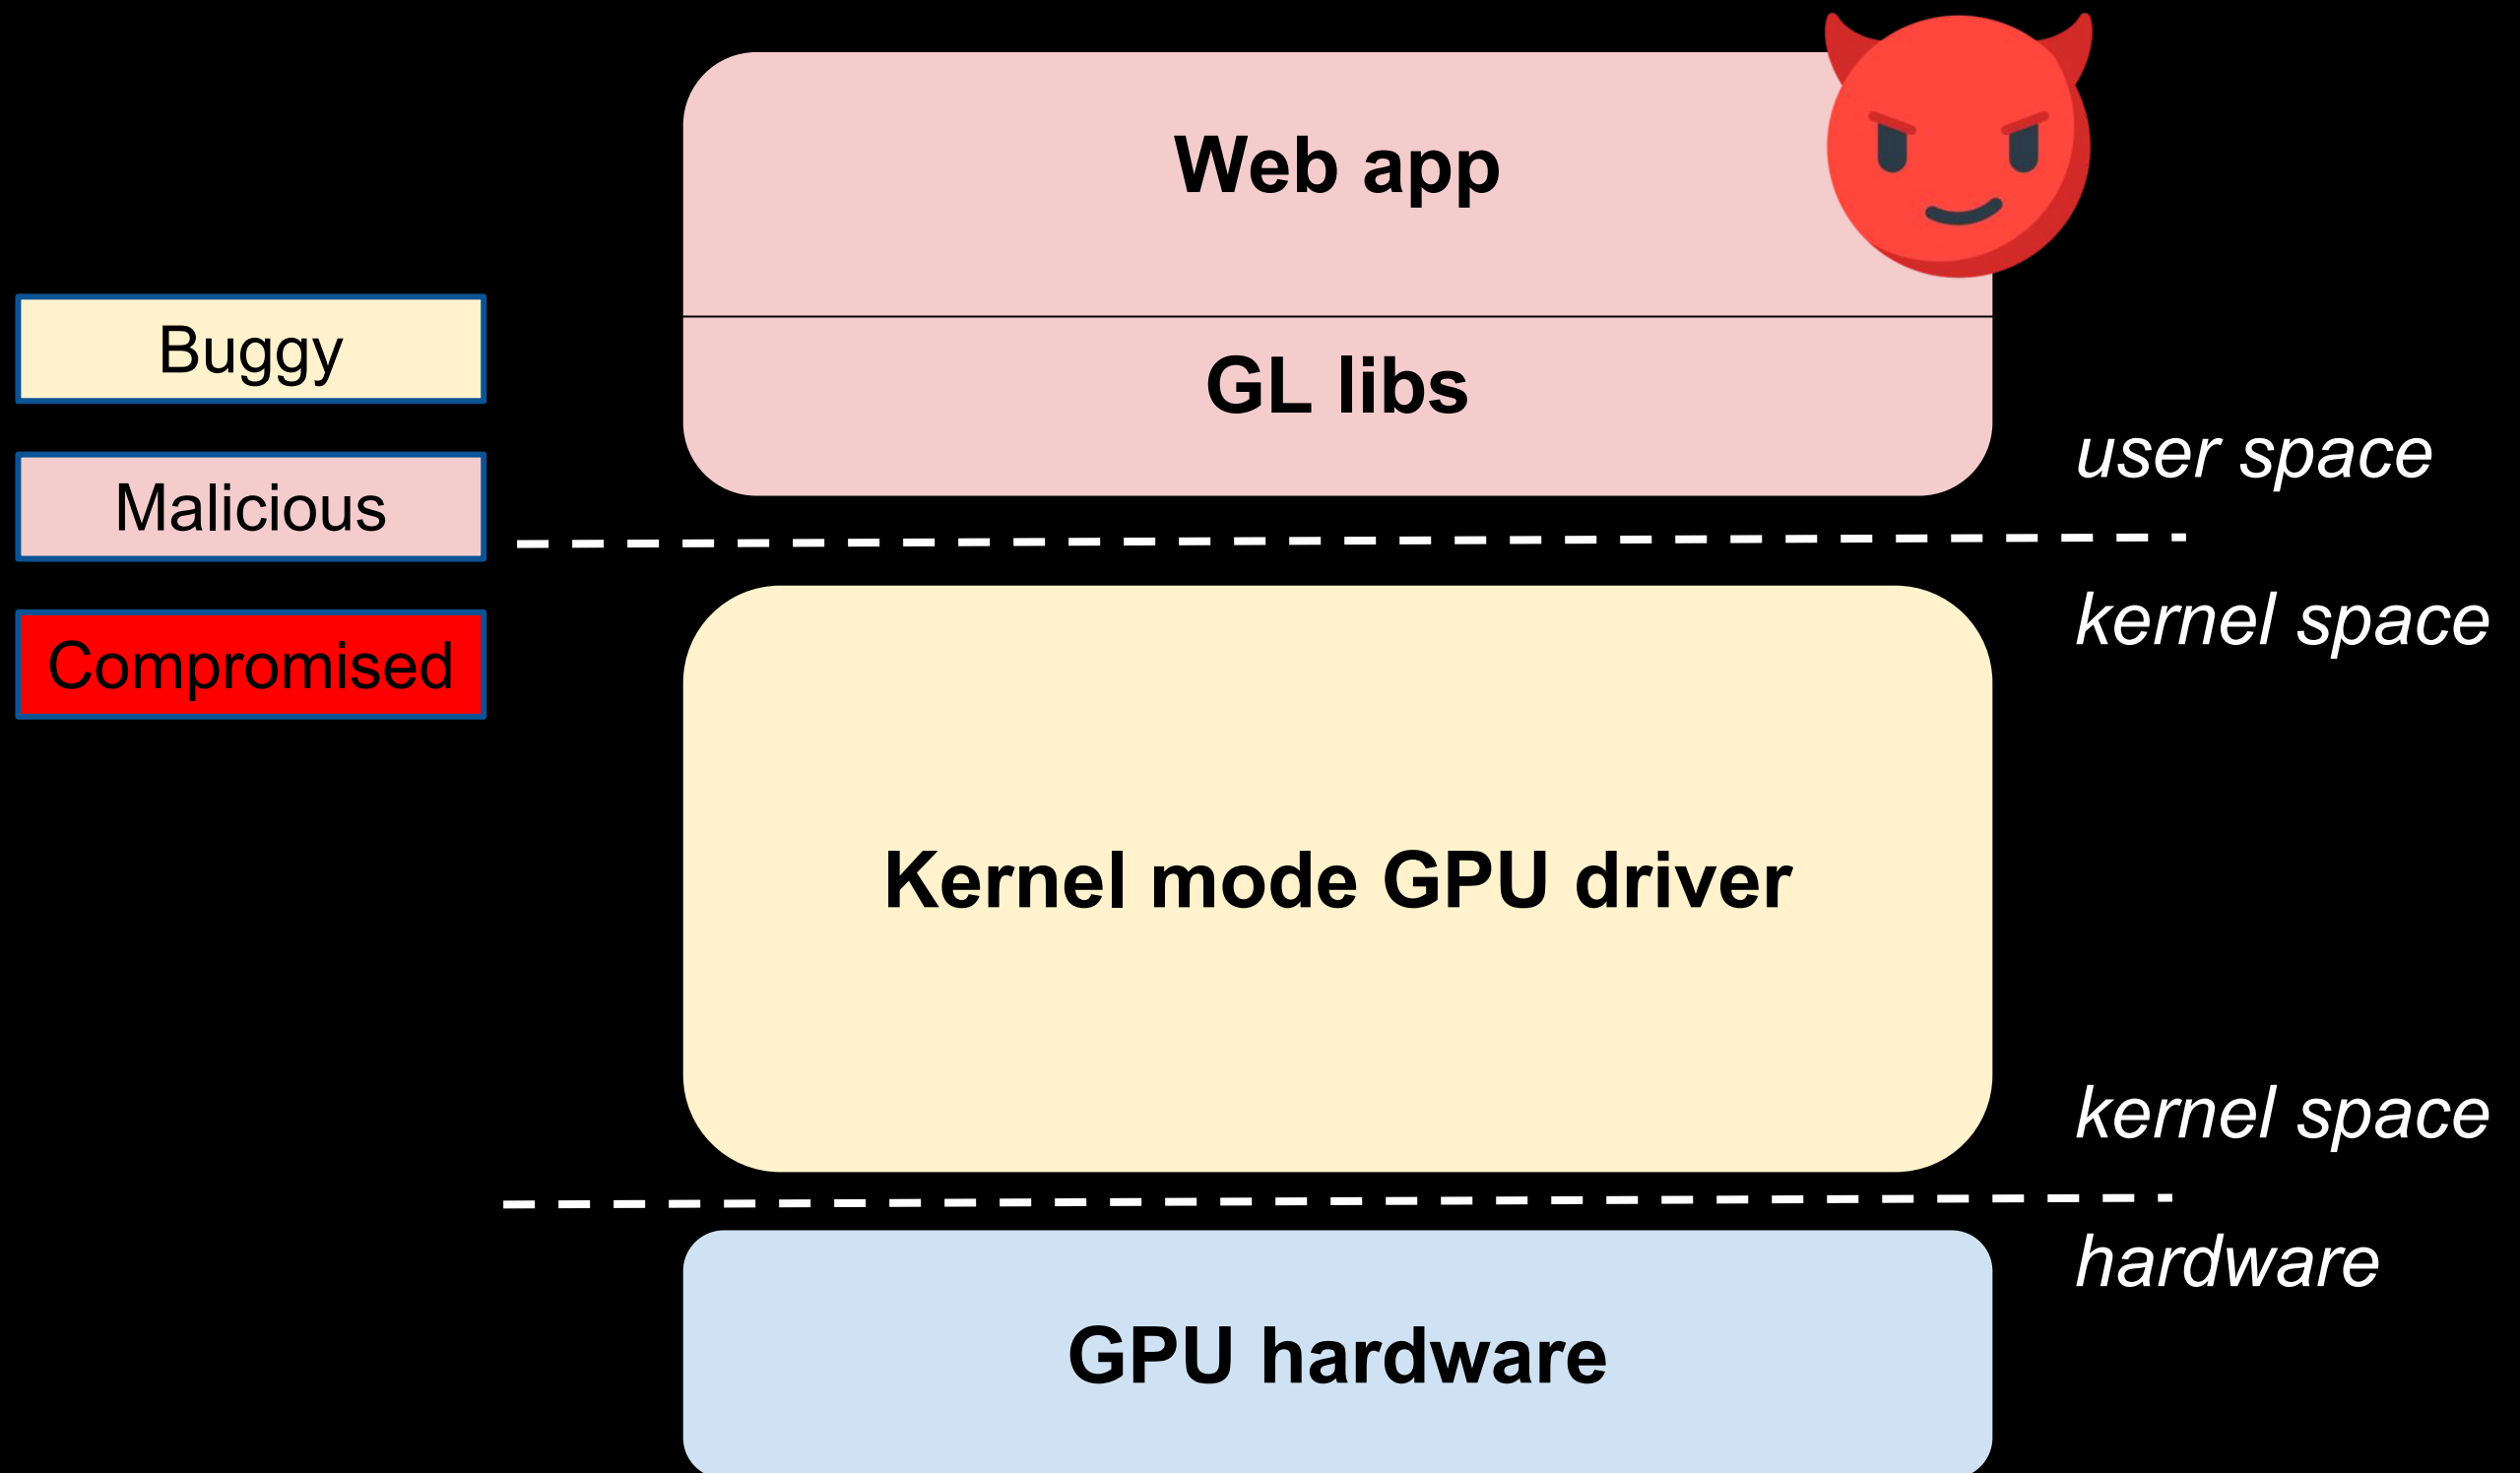 Web app
GL libs
Buggy
Malicious
Compromised
user space
kernel space
Kernel mode GPU driver
kernel space
hardware
GPU hardware